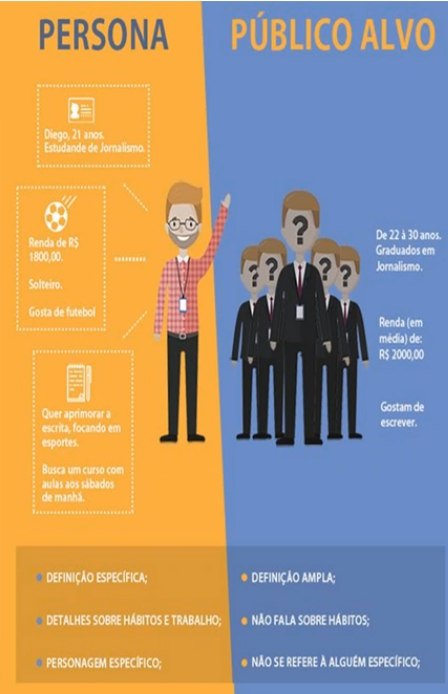 PERSONA
PÚBLICO ALVO
Diego, 21 anos.
Estudande de Jornalismo.
Renda de R$
1800,00.
Solteiro.
Gosta de futebol
Quer aprimorar a
escrita, focando em
esportes.
Busca um curso com
aulas aos sábados
de manhã.
De 22 à 30 anos.
Graduados em
Jornalismo.
Renda (em
média) de:
R$ 2000,00
Gostam de
escrever.
? ? ? ? ?
DEFINIÇÃO ESPECÍFICA;
DETALHES SOBRE HÁBITOS E TRABALHO;
PERSONAGEM ESPECÍFICO;
DEFINIÇÃO AMPLA;
NÃO FALA SOBRE HÁBITOS;
NÃO SE REFERE À ALGUÉM ESPECÍFICO;